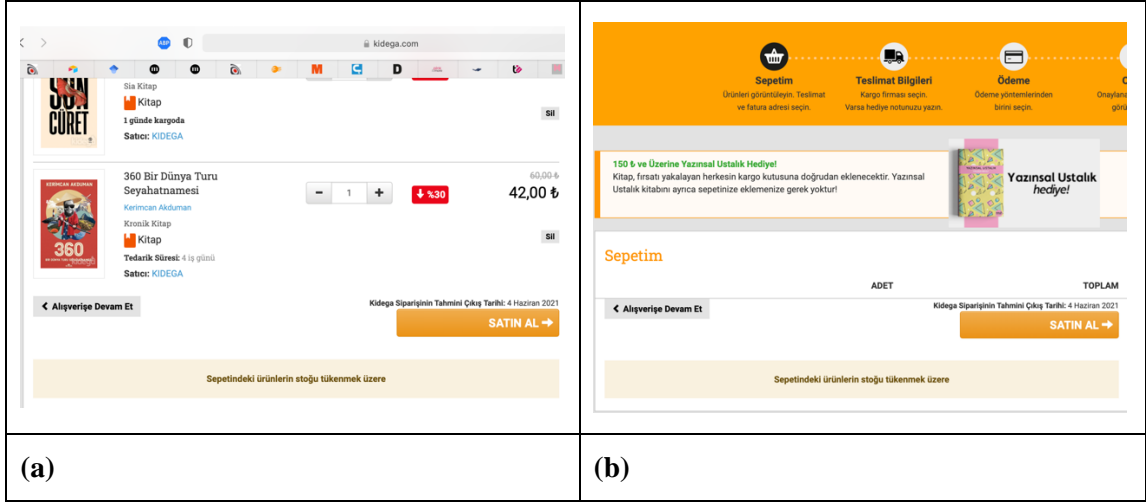 kidega.com
M
D
SON
CÜRET
Sia Kitap
Kitap
1 günde kargoda
Satıcı: KIDEGA
Sil
KERİMCAN AKDUMAN
360
360 Bir Dünya Turu
Seyahatnamesi
Kerimcan Akduman
Kronik Kitap
Kitap
Tedarik Süresi: 4 iş günü
Satıcı: KIDEGA
- 1 +
%30
60,00 ₺
42,00 ₺
Sil
Alışverişe Devam Et
Kidega Siparişinin Tahmini Çıkış Tarihi: 4 Haziran 2021
SATIN AL
Sepetindeki ürünlerin stoğu tükenmek üzere
(a)
Sepetim
Ürünleri görüntüleyin. Teslimat
ve fatura adresi seçin.
Teslimat Bilgileri
Kargo firması seçin.
Varsa hediye notunuzu yazın.
Ödeme
Ödeme yöntemlerinden
birini seçin.
Onaylana
görü
150 ₺ ve Üzerine Yazınsal Ustalık Hediye!
Kitap, fırsatı yakalayan herkesin kargo kutusuna doğrudan eklenecektir. Yazınsal
Ustalık kitabını ayrıca sepetinize eklemenize gerek yoktur!
Yazınsal Ustalık
hediye!
Sepetim
ADET
TOPLAM
Alışverişe Devam Et
Kidega Siparişinin Tahmini Çıkış Tarihi: 4 Haziran 2021
SATIN AL
Sepetindeki ürünlerin stoğu tükenmek üzere
(b)